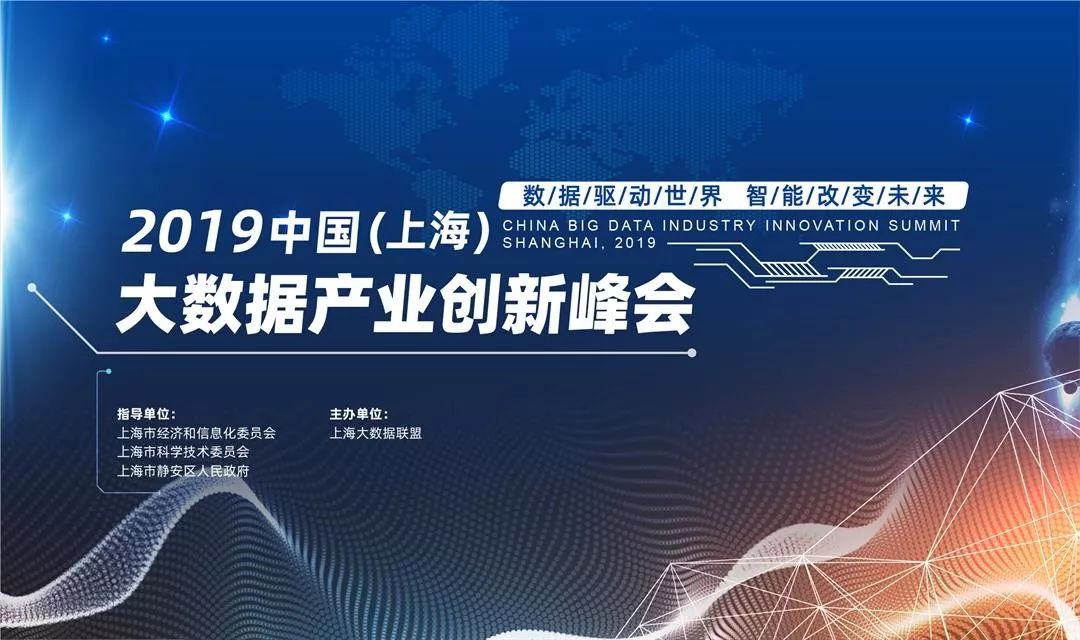 数/据/驱/动/世/界 智/能/改/变/未/来
2019中国(上海)
CHINA BIG DATA INDUSTRY INNOVATION SUMMIT
SHANGHAI, 2019
大数据产业创新峰会
指导单位：
上海市经济和信息化委员会
上海市科学技术委员会
上海市静安区人民政府
主办单位：
上海大数据联盟